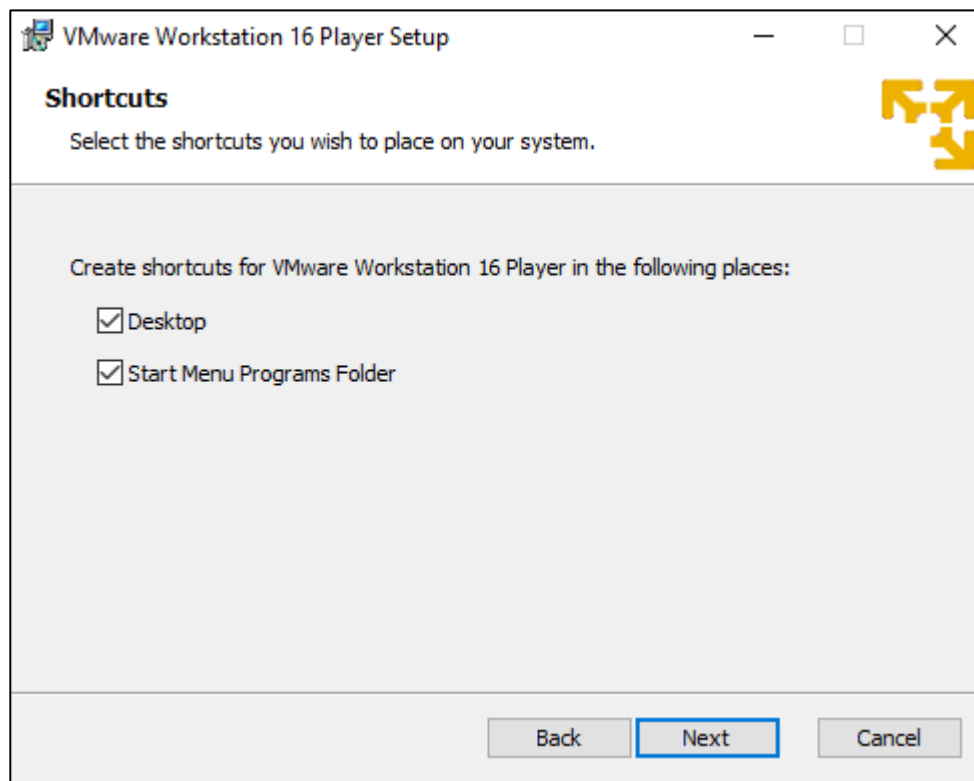 VMware Workstation 16 Player Setup
Shortcuts
Select the shortcuts you wish to place on your system.
Create shortcuts for VMware Workstation 16 Player in the following places:
Desktop
Start Menu Programs Folder
Back Next Cancel